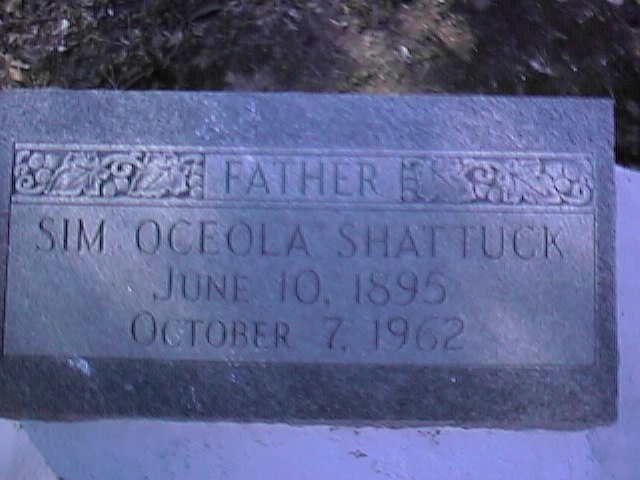 FATHER
SIM "OCEOLA" SHATTUCK
JUNE 10, 1895
OCTOBER 7, 1962